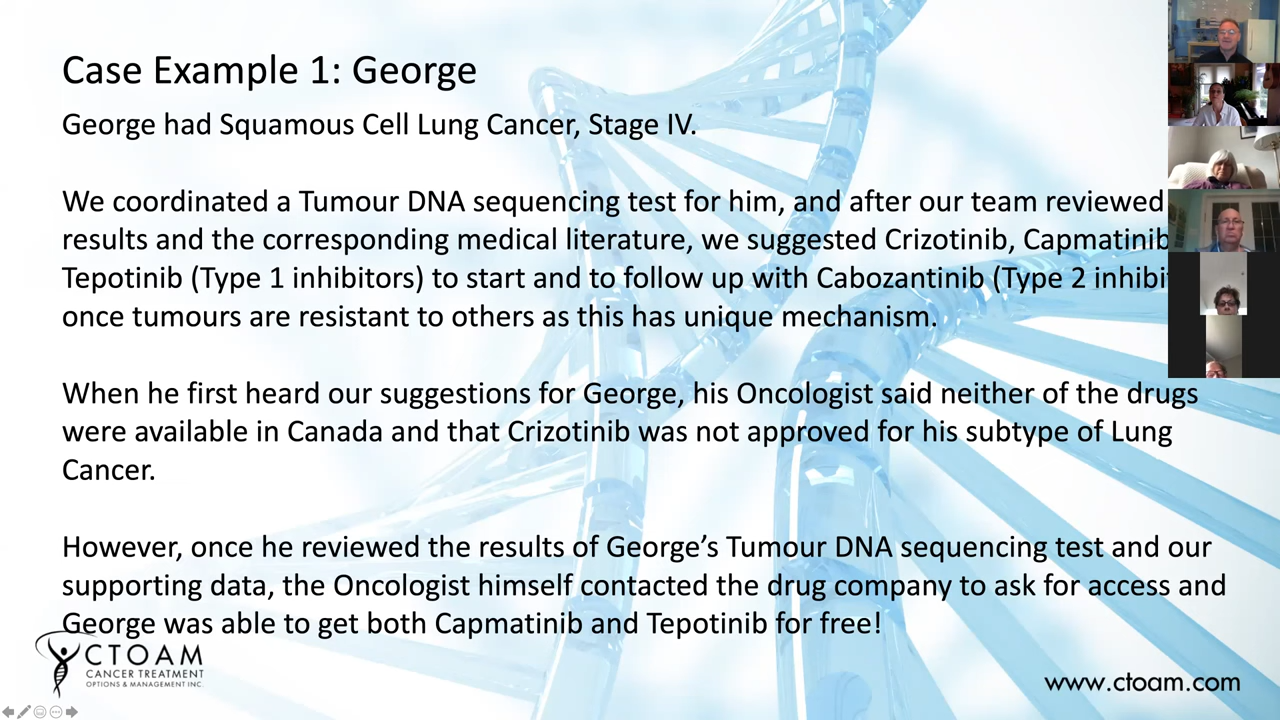 Case Example 1: George
George had Squamous Cell Lung Cancer, Stage IV.
We coordinated a Tumour DNA sequencing test for him, and after our team reviewed
results and the corresponding medical literature, we suggested Crizotinib, Capmatinib
Tepotinib (Type 1 inhibitors) to start and to follow up with Cabozantinib (Type 2
once tumours are resistant to others as this has unique mechanism.
When he first heard our suggestions for George, his Oncologist said neither of the drugs
were available in Canada and that Crizotinib was not approved for his subtype of Lung
Cancer.
However, once he reviewed the results of George’s Tumour DNA sequencing test and our
supporting data, the Oncologist himself contacted the drug company to ask for access and
George was able to get both Capmatinib and Tepotinib for free!
CTOAM
CANCER TREATMENT
OPTIONS & MANAGEMENT INC.
www.ctoam.com